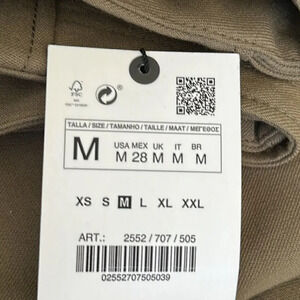 FSC
TALLA / SIZE / TAMANHO / TAILLE / MAAT / ΜΕΓΕΘΟΣ
M
USA MEX UK IT BR
M 28 M M M
XS S M L XL XXL
ART.: 2552 / 707 / 505
02552707505039